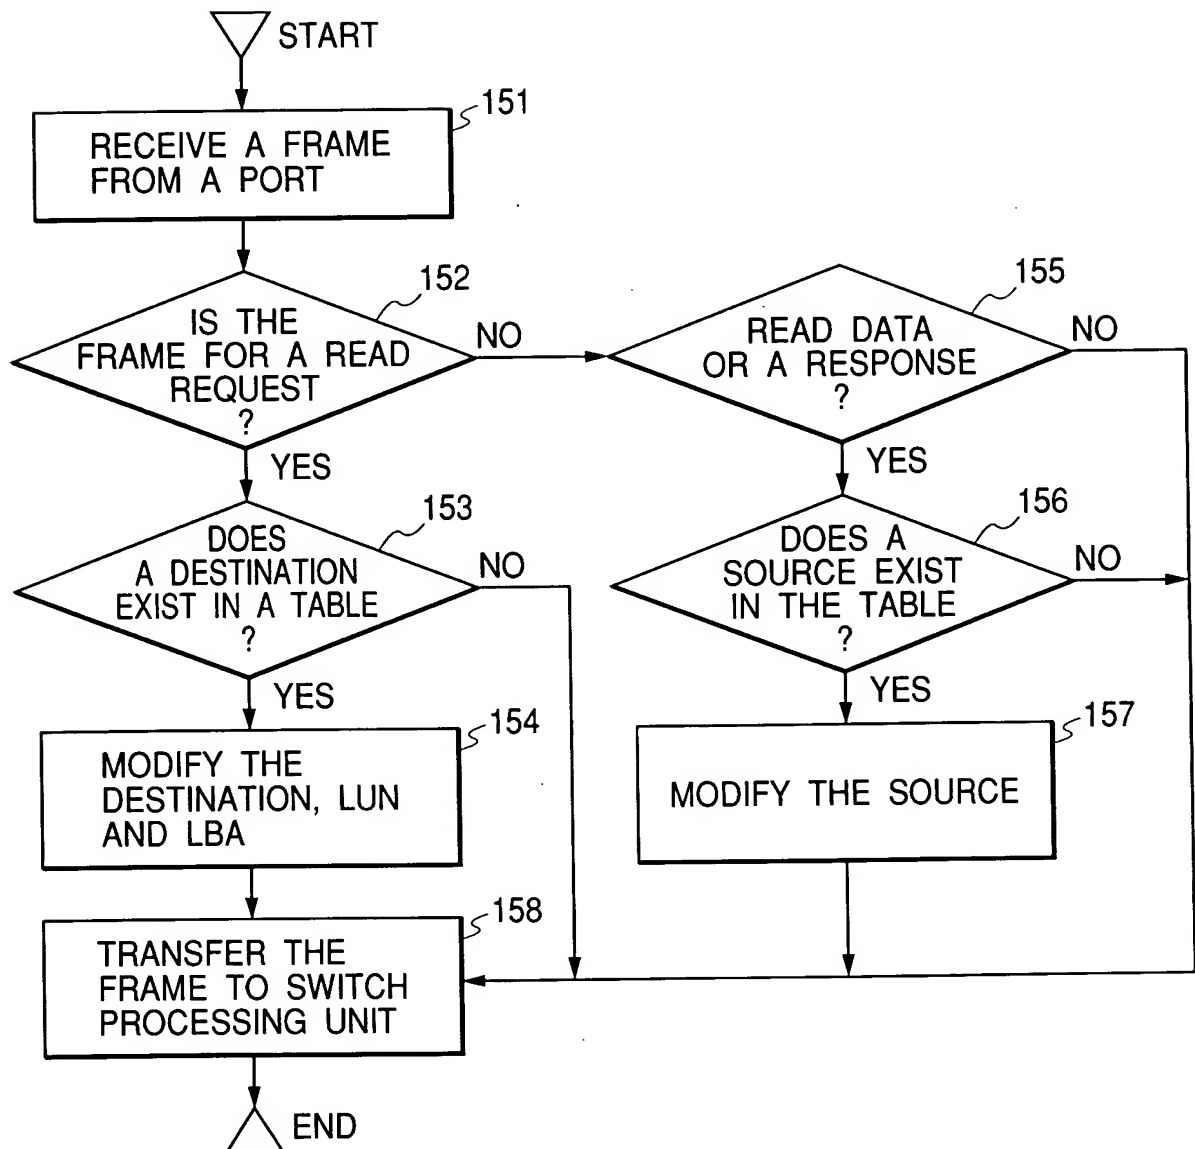 START
151
RECEIVE A FRAME
FROM A PORT
152
IS THE
FRAME FOR A READ
REQUEST
?
NO
YES
155
READ DATA
OR A RESPONSE
?
NO
YES
153
DOES
A DESTINATION
EXIST IN A TABLE
?
NO
YES
156
DOES A
SOURCE EXIST
IN THE TABLE
?
NO
YES
154
MODIFY THE
DESTINATION, LUN
AND LBA
157
MODIFY THE SOURCE
158
TRANSFER THE
FRAME TO SWITCH
PROCESSING UNIT
END